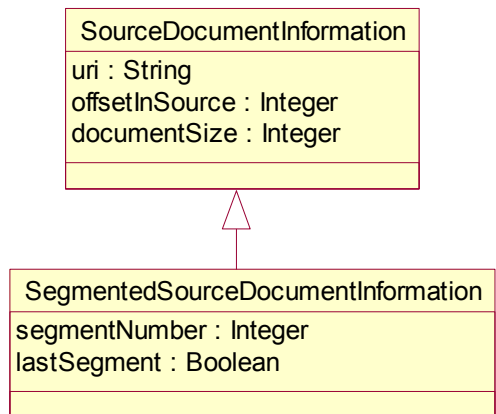 SourceDocumentInformation
uri : String
offsetInSource : Integer
documentSize : Integer
SegmentedSourceDocumentInformation
segmentNumber : Integer
lastSegment : Boolean